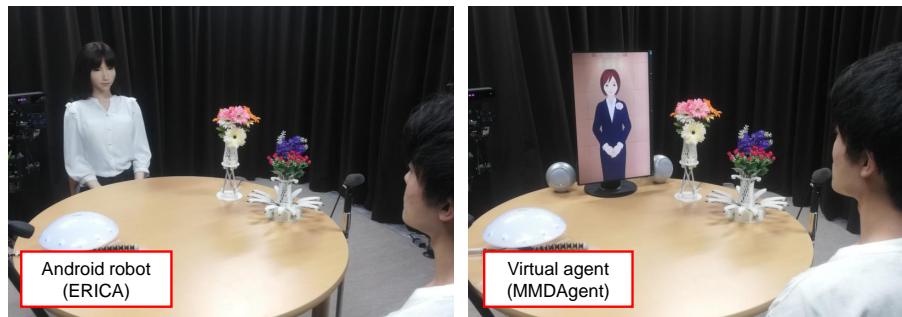 Android robot
(ERICA)
Virtual agent
(MMDAgent)